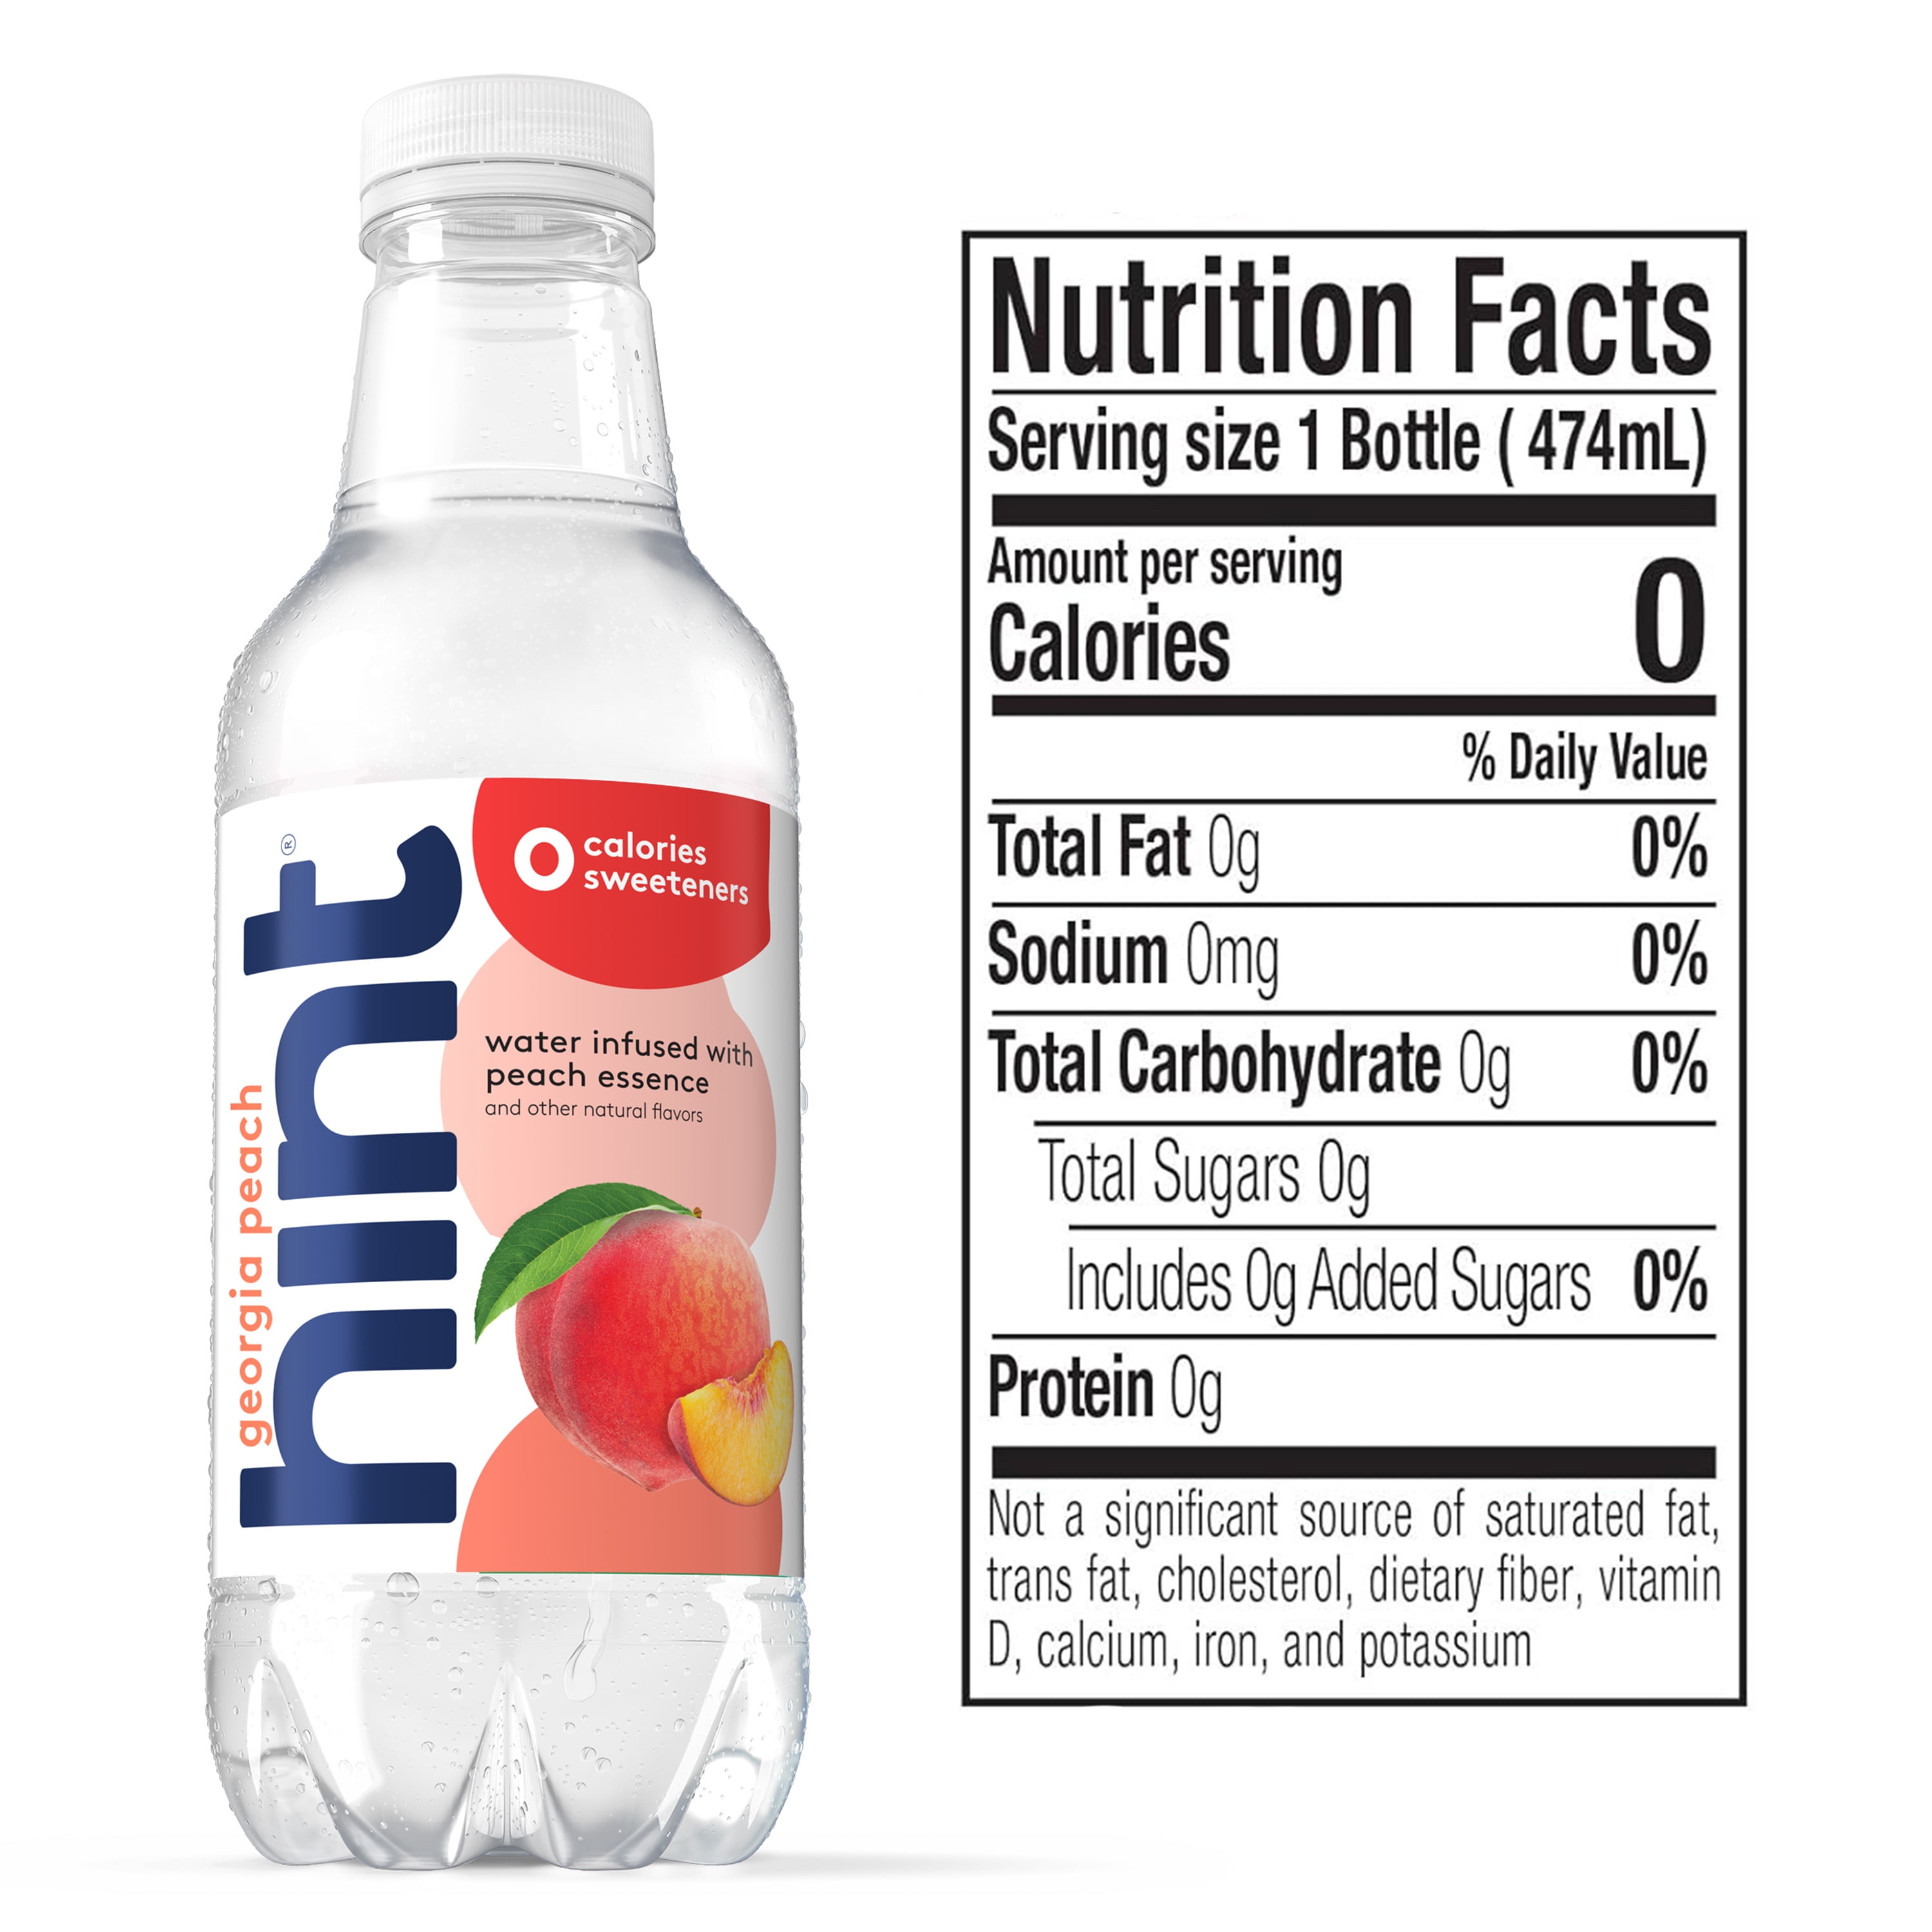 hint®
georgia peach
0 calories
sweeteners
water infused with
peach essence
and other natural flavors
Nutrition Facts
Serving size 1 Bottle ( 474mL)
Amount per serving
Calories 0
% Daily Value
Total Fat 0g 0%
Sodium 0mg 0%
Total Carbohydrate 0g 0%
Total Sugars 0g
Includes 0g Added Sugars 0%
Protein 0g
Not a significant source of saturated fat,
trans fat, cholesterol, dietary fiber, vitamin
D, calcium, iron, and potassium